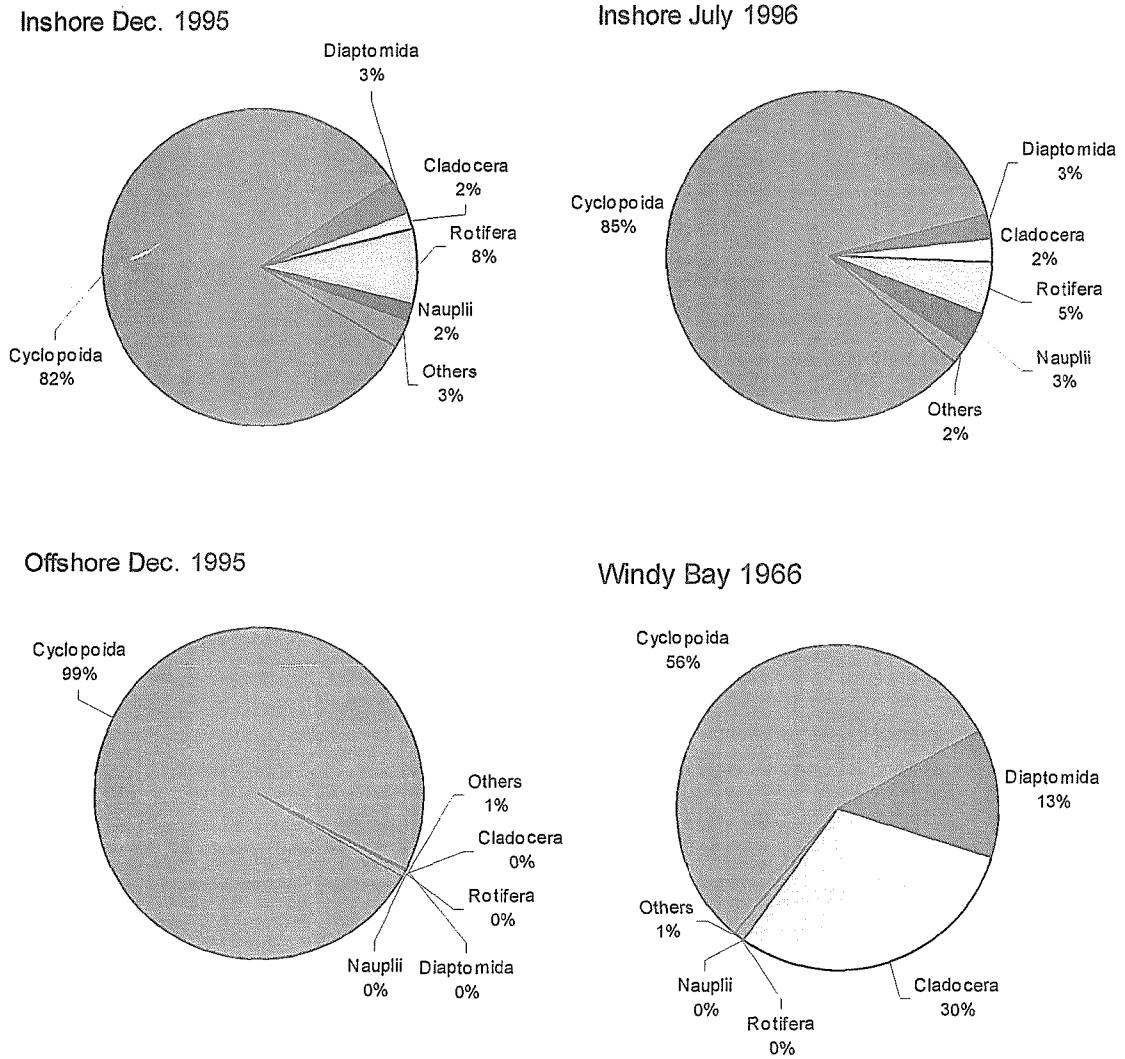 Inshore Dec. 1995
Diaptomida
3%
Cladocera
2%
Rotifera
8%
Nauplii
2%
Others
3%
Cyclopoida
82%
Inshore July 1996
Diaptomida
3%
Cyclopoida
85%
Cladocera
2%
Rotifera
5%
Nauplii
3%
Others
2%
Offshore Dec. 1995
Cyclopoida
99%
Others
1%
Cladocera
0%
Rotifera
0%
Nauplii
0%
Diaptomida
0%
Windy Bay 1966
Cyclopoida
56%
Diaptomida
13%
Others
1%
Nauplii
0%
Rotifera
0%
Cladocera
30%